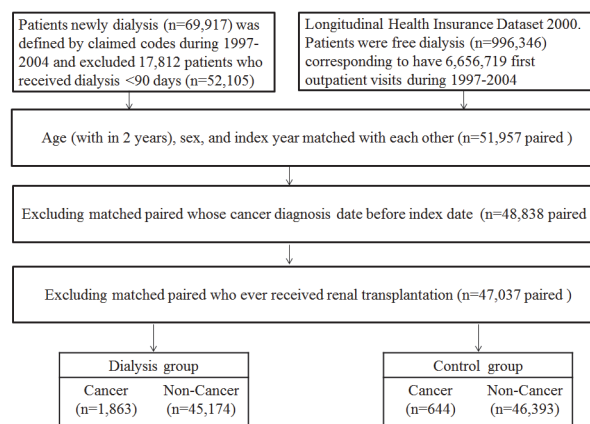 Patients newly dialysis (n=69,917) was
defined by claimed codes during 1997-
2004 and excluded 17,812 patients who
received dialysis <90 days (n=52,105)
Longitudinal Health Insurance Dataset 2000.
Patients were free dialysis (n=996,346)
corresponding to have 6,656,719 first
outpatient visits during 1997-2004
Age (with in 2 years), sex, and index year matched with each other (n=51,957 paired )
Excluding matched paired whose cancer diagnosis date before index date (n=48,838 paired
Excluding matched paired who ever received renal transplantation (n=47,037 paired )
Dialysis group
Cancer Non-Cancer
(n=1,863) (n=45,174)
Control group
Cancer Non-Cancer
(n=644) (n=46,393)